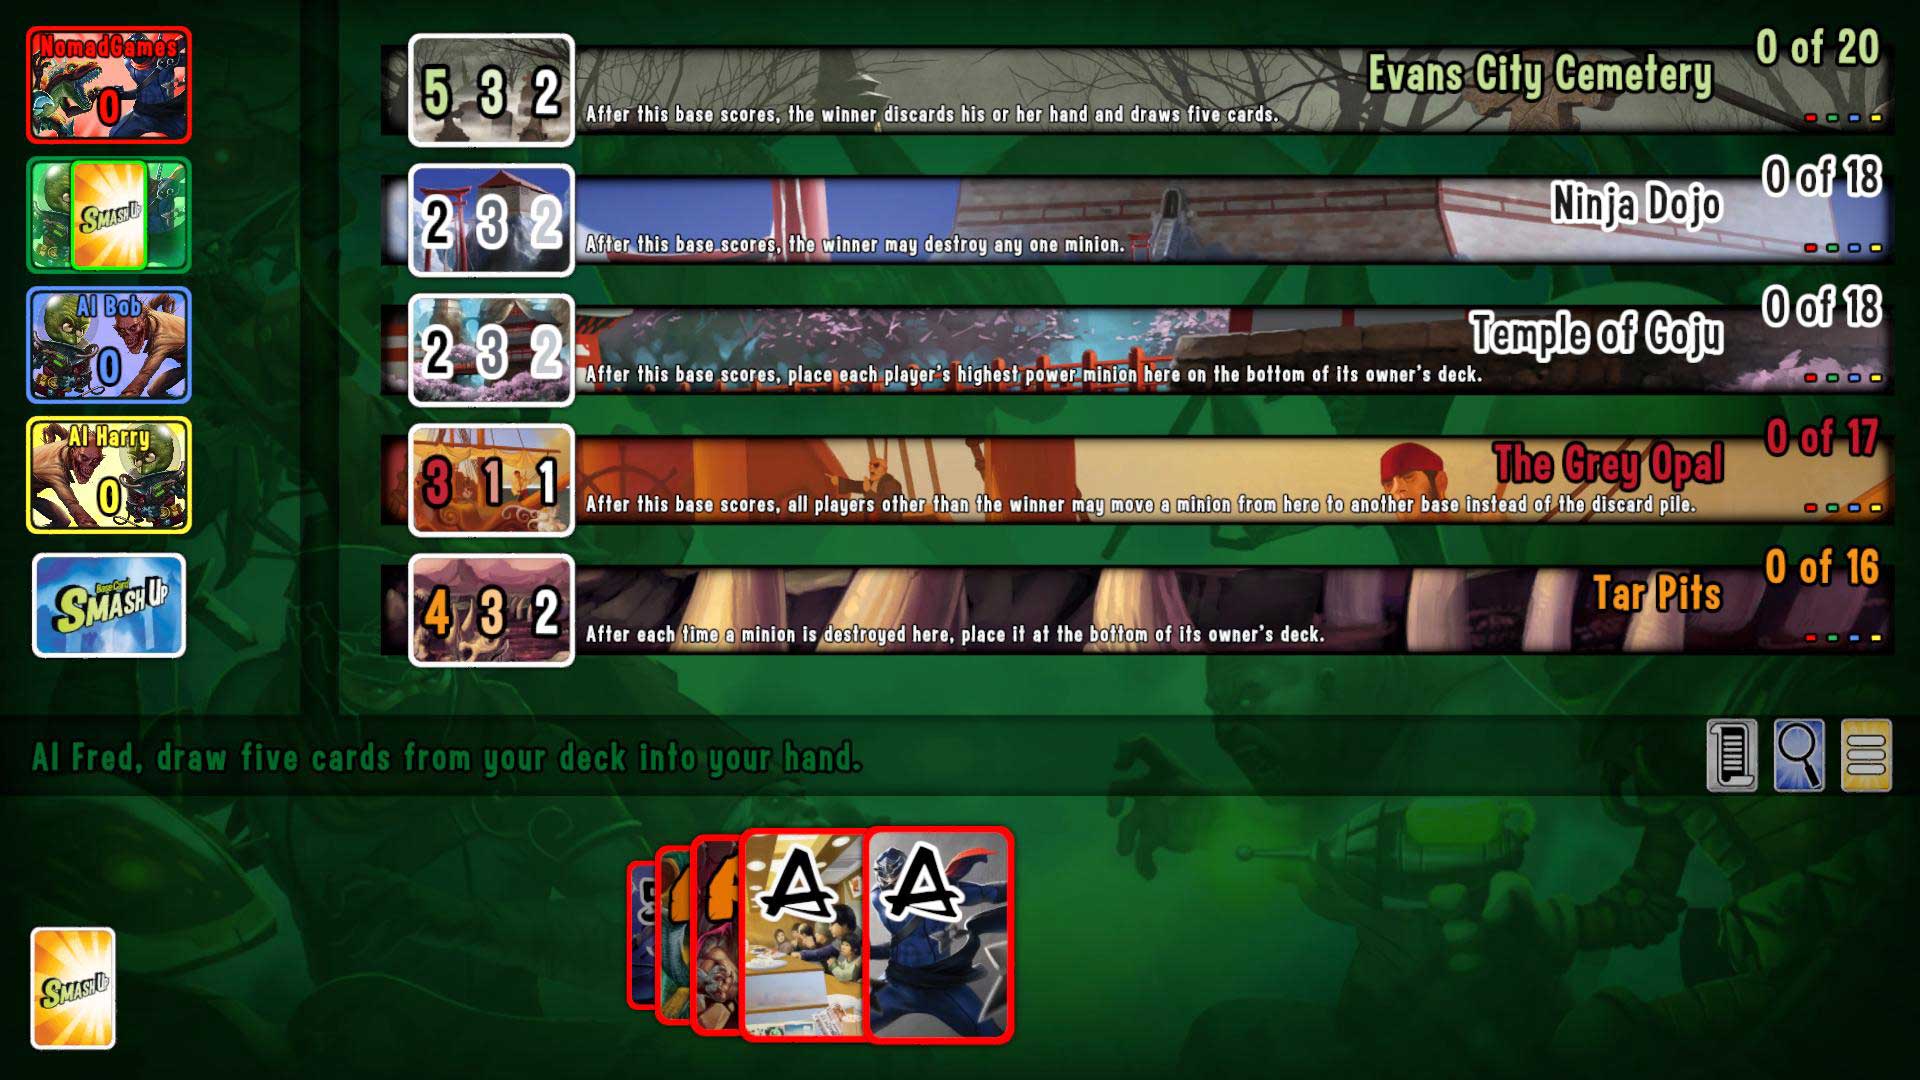 NomadGames
0
SMASH UP
AI Bob
0
AI Harry
0
Base Card
SMASH UP
5 3 2
Evans City Cemetery
0 of 20
After this base scores, the winner discards his or her hand and draws five cards.
2 3 2
Ninja Dojo
0 of 18
After this base scores, the winner may destroy any one minion.
2 3 2
Temple of Goju
0 of 18
After this base scores, place each player's highest power minion here on the bottom of its owner's deck.
3 1 1
The Grey Opal
0 of 17
After this base scores, all players other than the winner may move a minion from here to another base instead of the discard pile.
4 3 2
Tar Pits
0 of 16
After each time a minion is destroyed here, place it at the bottom of its owner's deck.
AI Fred, draw five cards from your deck into your hand.
A A
SMASH UP